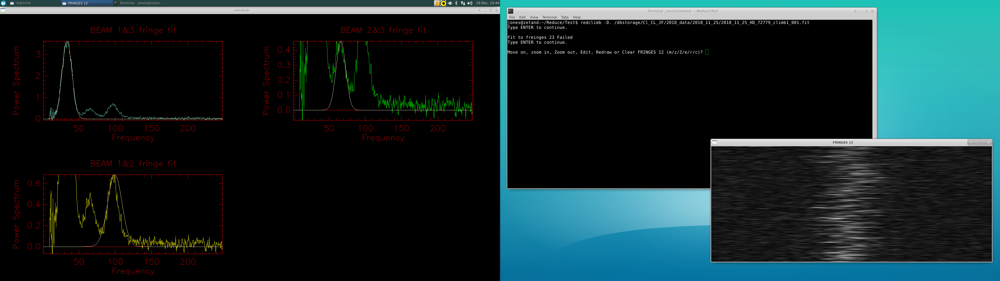 redclimb
FRINGES 12
Terminal - jones@zetan...
19 Dec, 15:44
redclimb
BEAM 1&3 fringe fit
Power Spectrum
3
2
1
0
50 100 150 200
Frequency
BEAM 2&3 fringe fit
Power Spectrum
0.4
0.3
0.2
0.1
0.0
50 100 150 200
Frequency
BEAM 1&2 fringe fit
Power Spectrum
0.6
0.4
0.2
0.0
50 100 150 200
Frequency
Terminal - jones@zetand: ~/Reduce/Test
File Edit View Terminal Tabs Help
jones@zetand:~/Reduce/Test$ redclimb -D. /dbstorage/Cl_CL_JF/2018_data/2018_11_25/2018_11_25_HD_72779_climb1_001.fit
Type ENTER to continue.
Fit to freinges 23 Failed
Type ENTER to continue.
Move on, zoom in, Zoom out, Edit, Redraw or Clear FRINGES 12 (m/z/Z/e/r/c)?
FRINGES 12